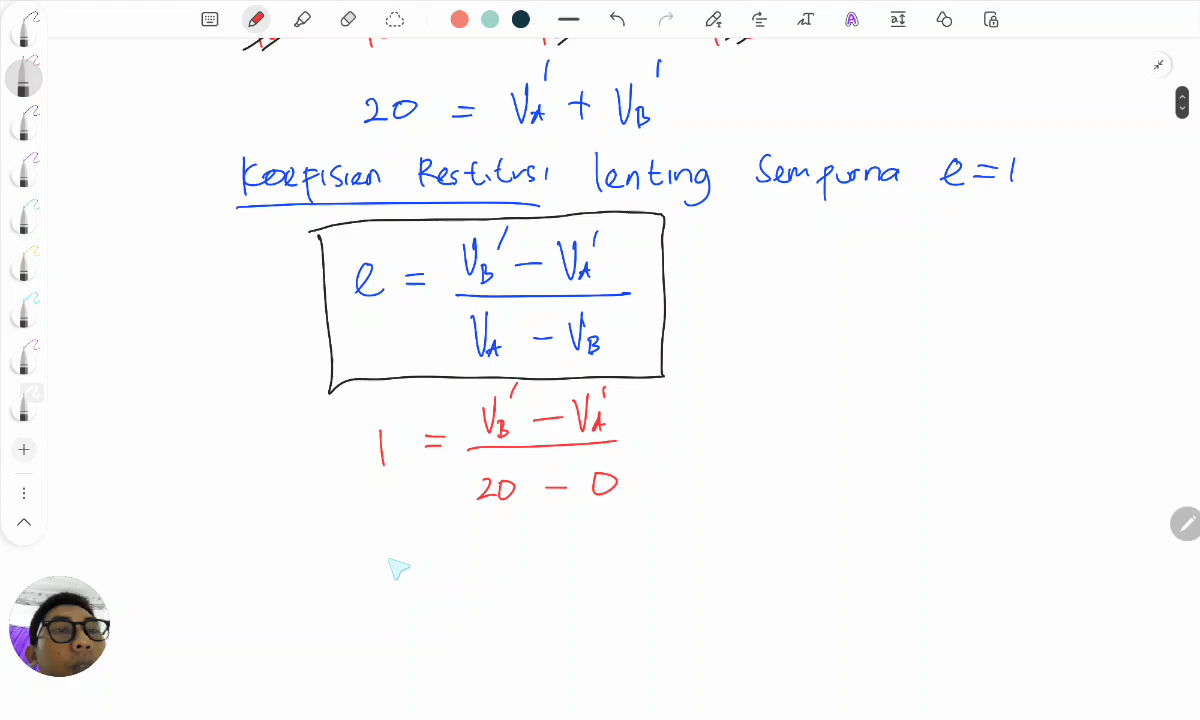 20 = VA' + VB'
Koefisien Restitusi lenting Sempurna e = 1
e = VB' - VA'
VA - VB
1 = VB' - VA'
20 - 0